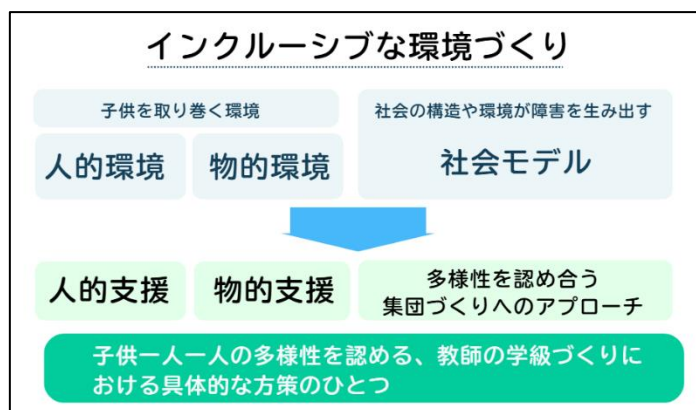 インクルーシブな環境づくり
子供を取り巻く環境
社会の構造や環境が障害を生み出す
人的環境
物的環境
社会モデル
人的支援
物的支援
多様性を認め合う
集団づくりへのアプローチ
子供一人一人の多様性を認める、教師の学級づくりに
おける具体的な方策のひとつ